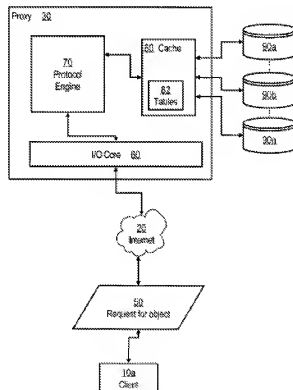 Proxy 30
70
Protocol
Engine
80 Cache
82
Tables
90a
90b
90n
I/O Core 60
20
Internet
50
Request for object
10a
Client